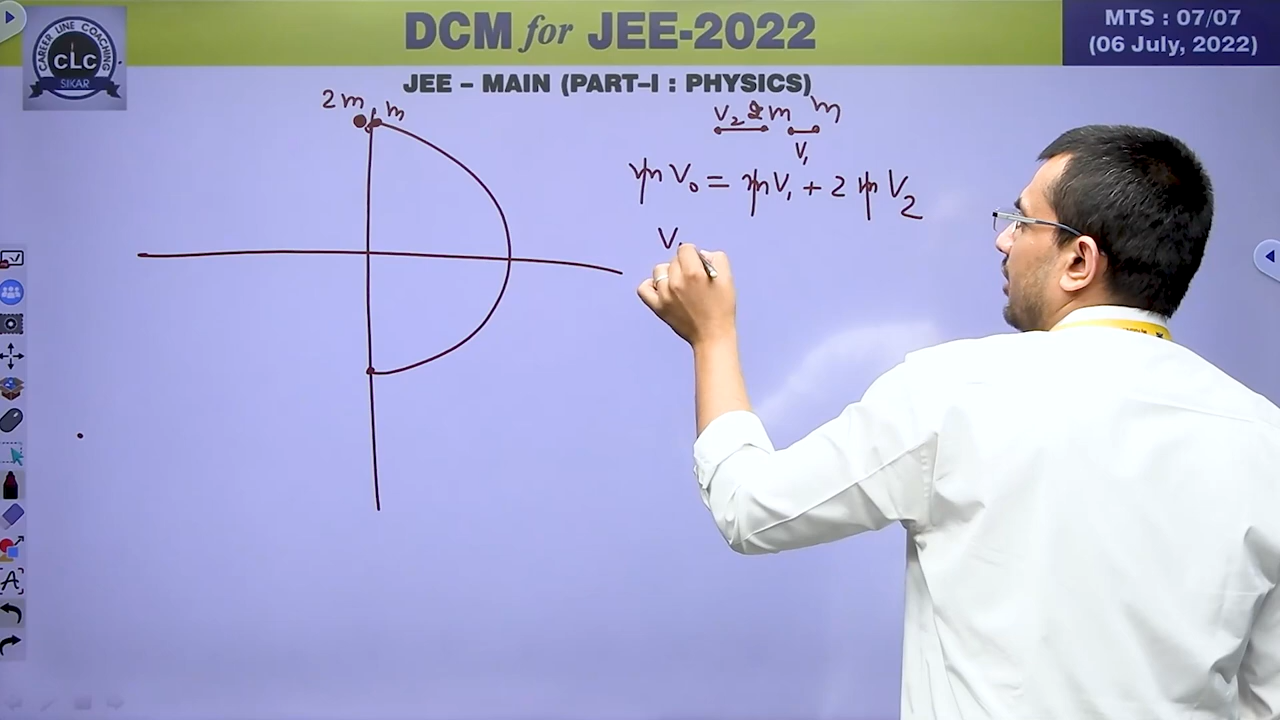 DCM for JEE-2022
MTS : 07/07
(06 July, 2022)
CAREER LINE COACHING
CLC
SIKAR
JEE – MAIN (PART–I : PHYSICS)
2m m
V₂ 2m m
V₁
mV₀ = mV₁ + 2mV₂
V